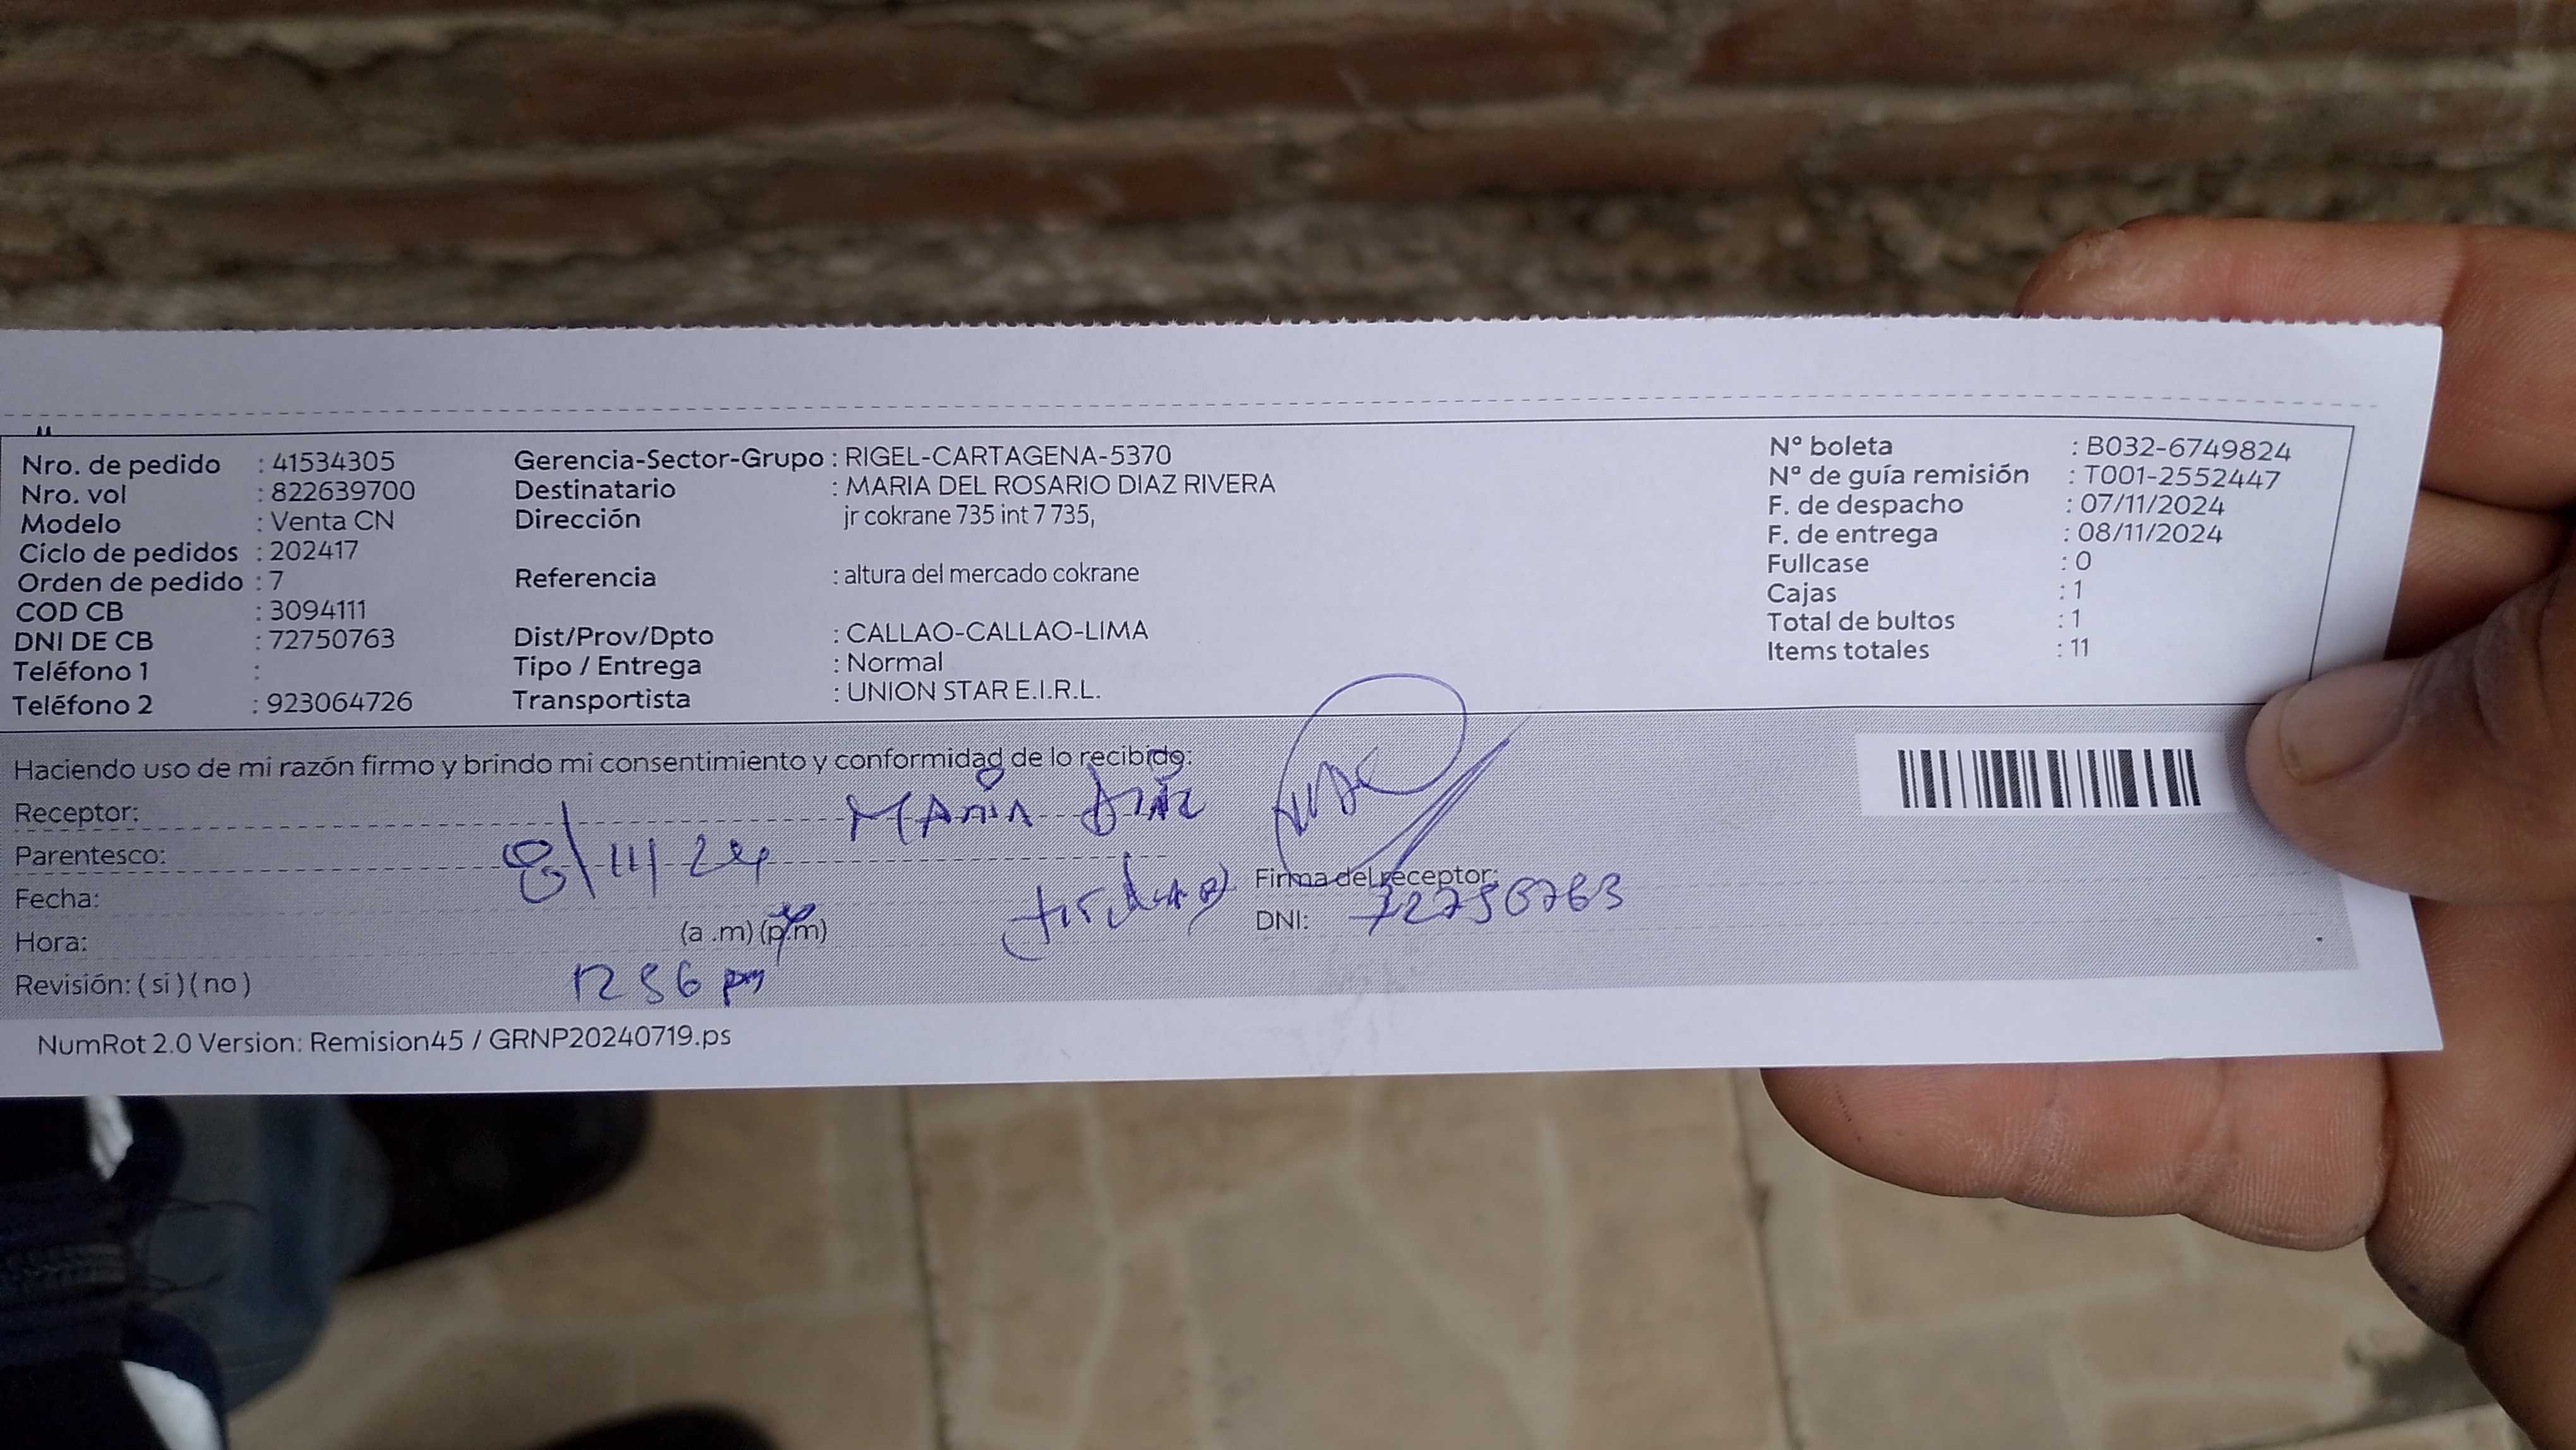 Nro. de pedido : 41534305
Nro. vol : 822639700
Modelo : Venta CN
Ciclo de pedidos : 202417
Orden de pedido : 7
COD CB : 3094111
DNI DE CB : 72750763
Teléfono 1 :
Teléfono 2 : 923064726
Gerencia-Sector-Grupo : RIGEL-CARTAGENA-5370
Destinatario : MARIA DEL ROSARIO DIAZ RIVERA
Dirección jr cokrane 735 int 7 735,
Referencia : altura del mercado cokrane
Dist/Prov/Dpto : CALLAO-CALLAO-LIMA
Tipo / Entrega : Normal
Transportista : UNION STAR E.I.R.L.
N° boleta : B032-6749824
N° de guía remisión : T001-2552447
F. de despacho : 07/11/2024
F. de entrega : 08/11/2024
Fullcase : 0
Cajas : 1
Total de bultos : 1
Items totales : 11
Haciendo uso de mi razón firmo y brindo mi consentimiento y conformidad de lo recibido:
Receptor: Maria Diaz
Parentesco:
Fecha: 8/11/24
Hora: (a .m) (p.m)
Revisión: ( si ) ( no ) 12 56 pm
Firma del receptor:
DNI: 72750763
NumRot 2.0 Version: Remision45 / GRNP20240719.ps